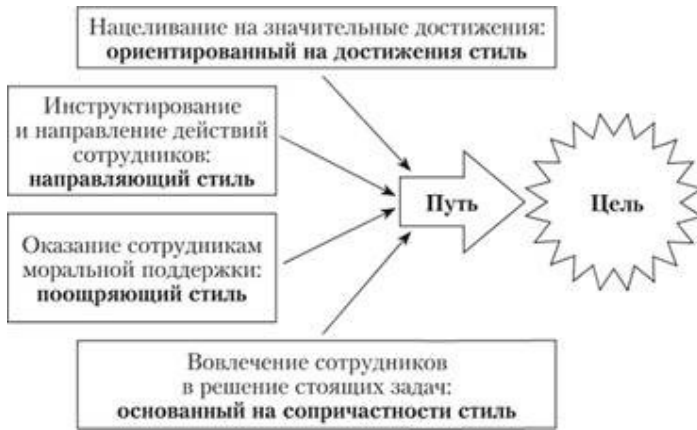 Нацеливание на значительные достижения:
ориентированный на достижения стиль
Инструктирование
и направление действий
сотрудников:
направляющий стиль
Оказание сотрудникам
моральной поддержки:
поощряющий стиль
Вовлечение сотрудников
в решение стоящих задач:
основанный на сопричастности стиль
Путь
Цель